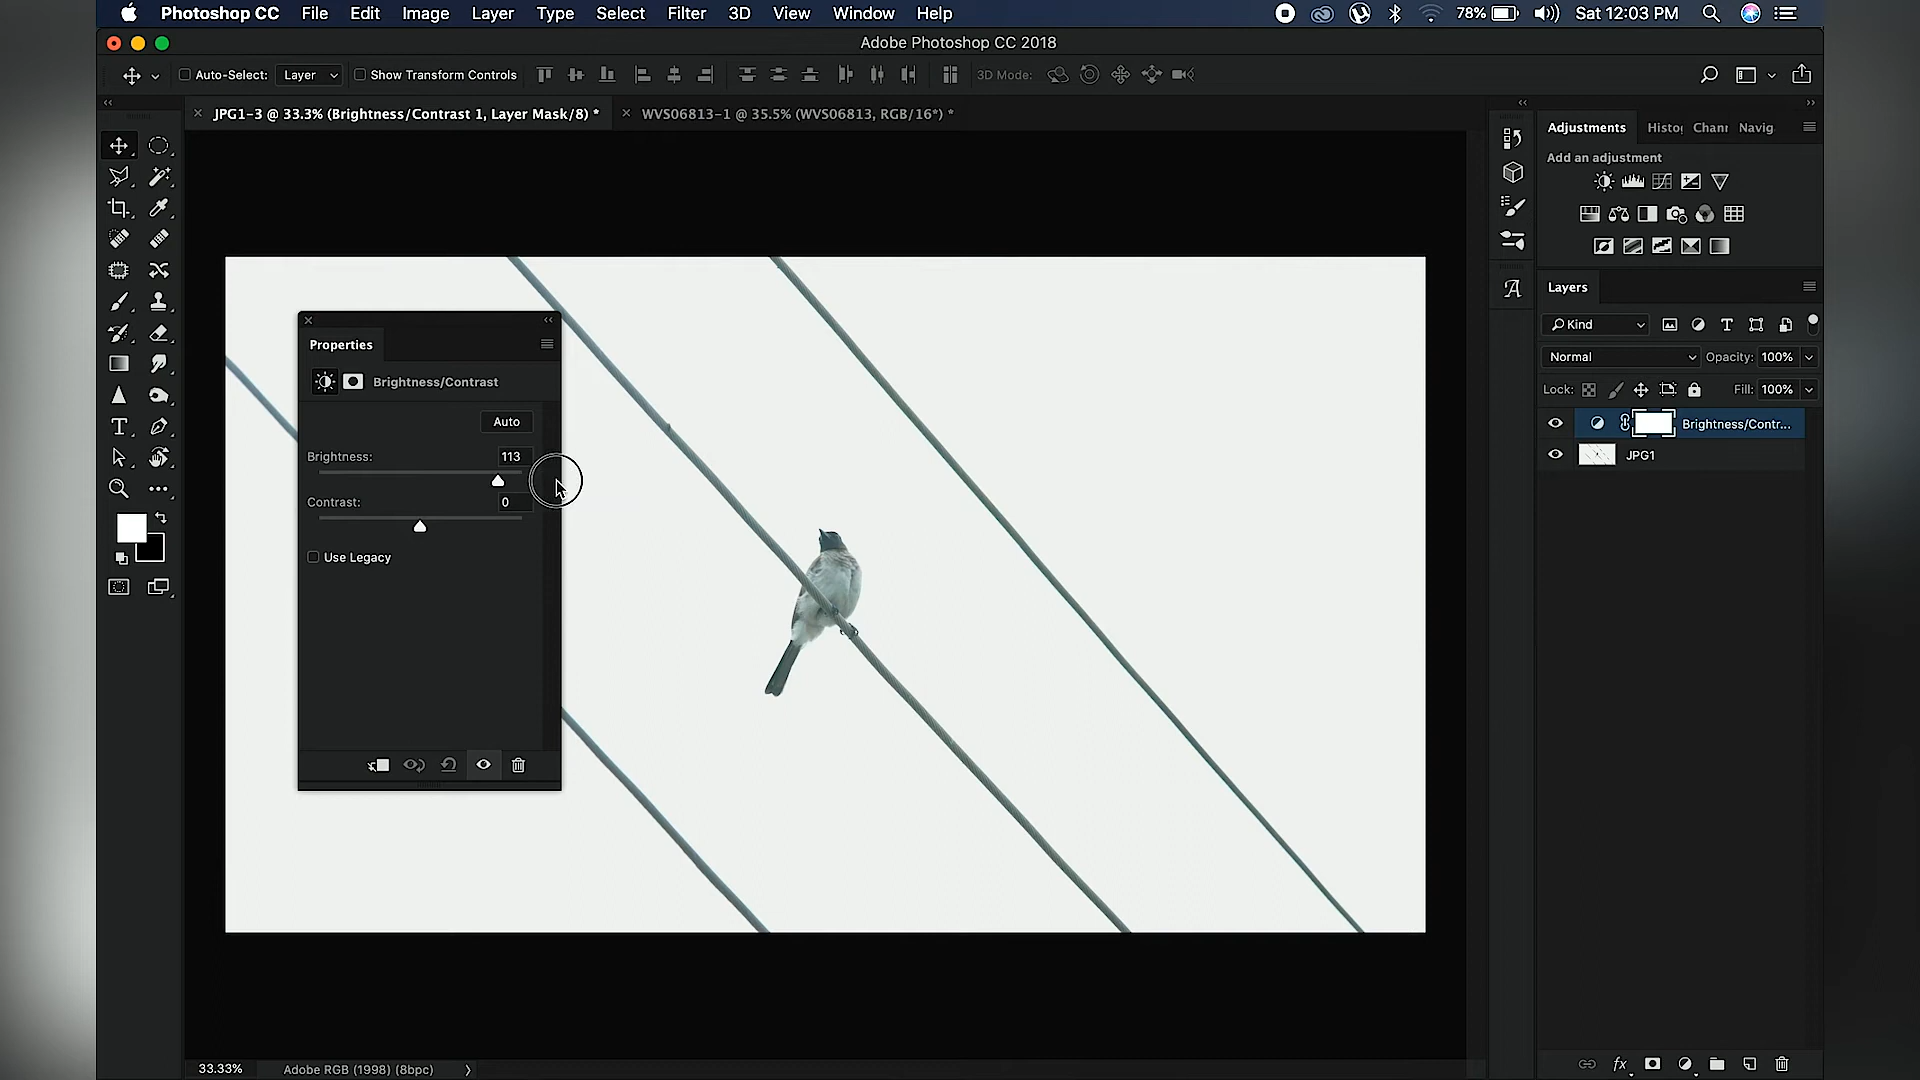 Photoshop CC File Edit Image Layer Type Select Filter 3D View Window Help 78% Sat 12:03 PM
Adobe Photoshop CC 2018
Auto-Select: Layer Show Transform Controls 3D Mode:
JPG1-3 @ 33.3% (Brightness/Contrast 1, Layer Mask/8) * WVS06813-1 @ 35.5% (WVS06813, RGB/16*) *
Adjustments Histo Chanr Navig
Add an adjustment
Layers
Kind
Normal Opacity: 100%
Lock: Fill: 100%
Brightness/Contr...
JPG1
Properties
Brightness/Contrast
Auto
Brightness: 113
Contrast: 0
Use Legacy
fx
33.33% Adobe RGB (1998) (8bpc)